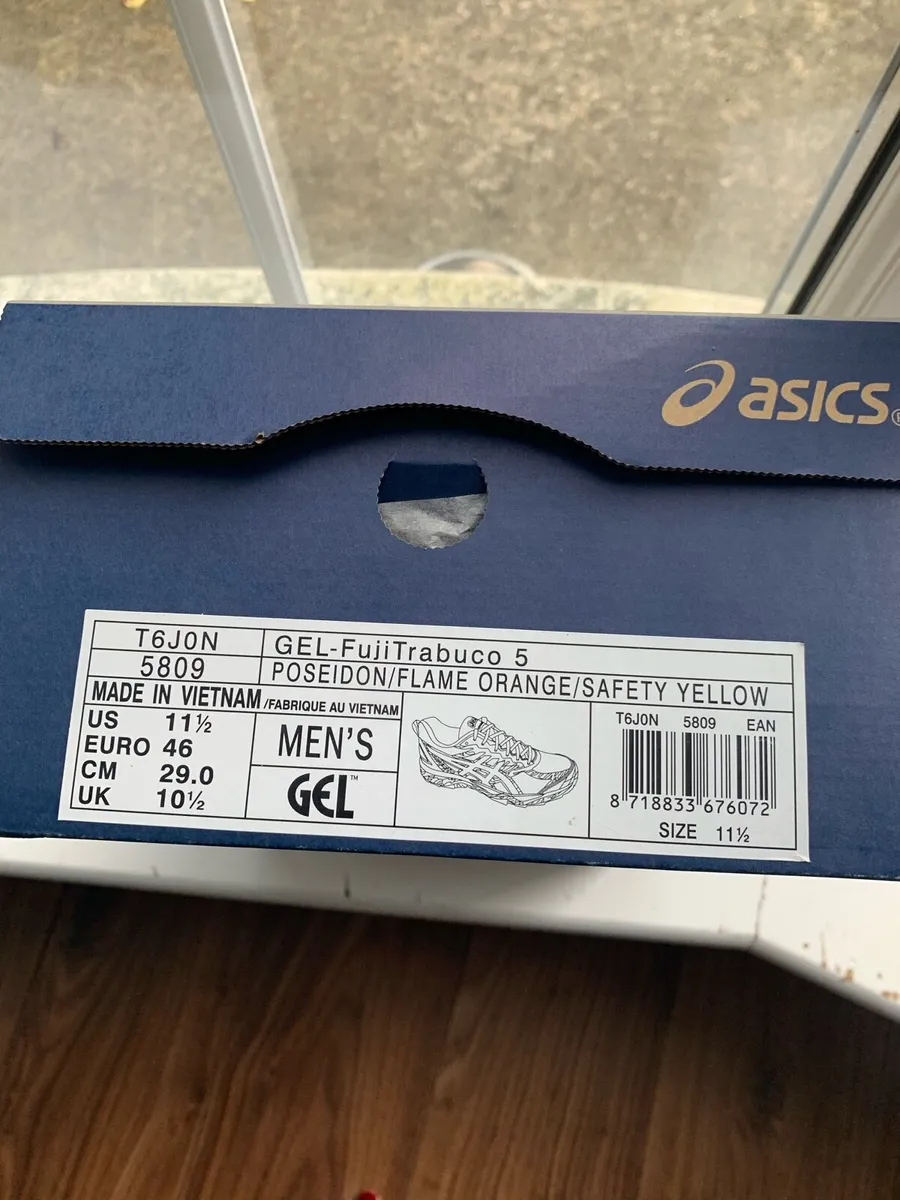 asics
T6J0N
GEL-FujiTrabuco 5
5809
POSEIDON/FLAME ORANGE/SAFETY YELLOW
MADE IN VIETNAM /FABRIQUE AU VIETNAM
US 11½
EURO 46
CM 29.0
UK 10½
MEN'S
GEL™
T6J0N 5809 EAN
8 718833 676072
SIZE 11½